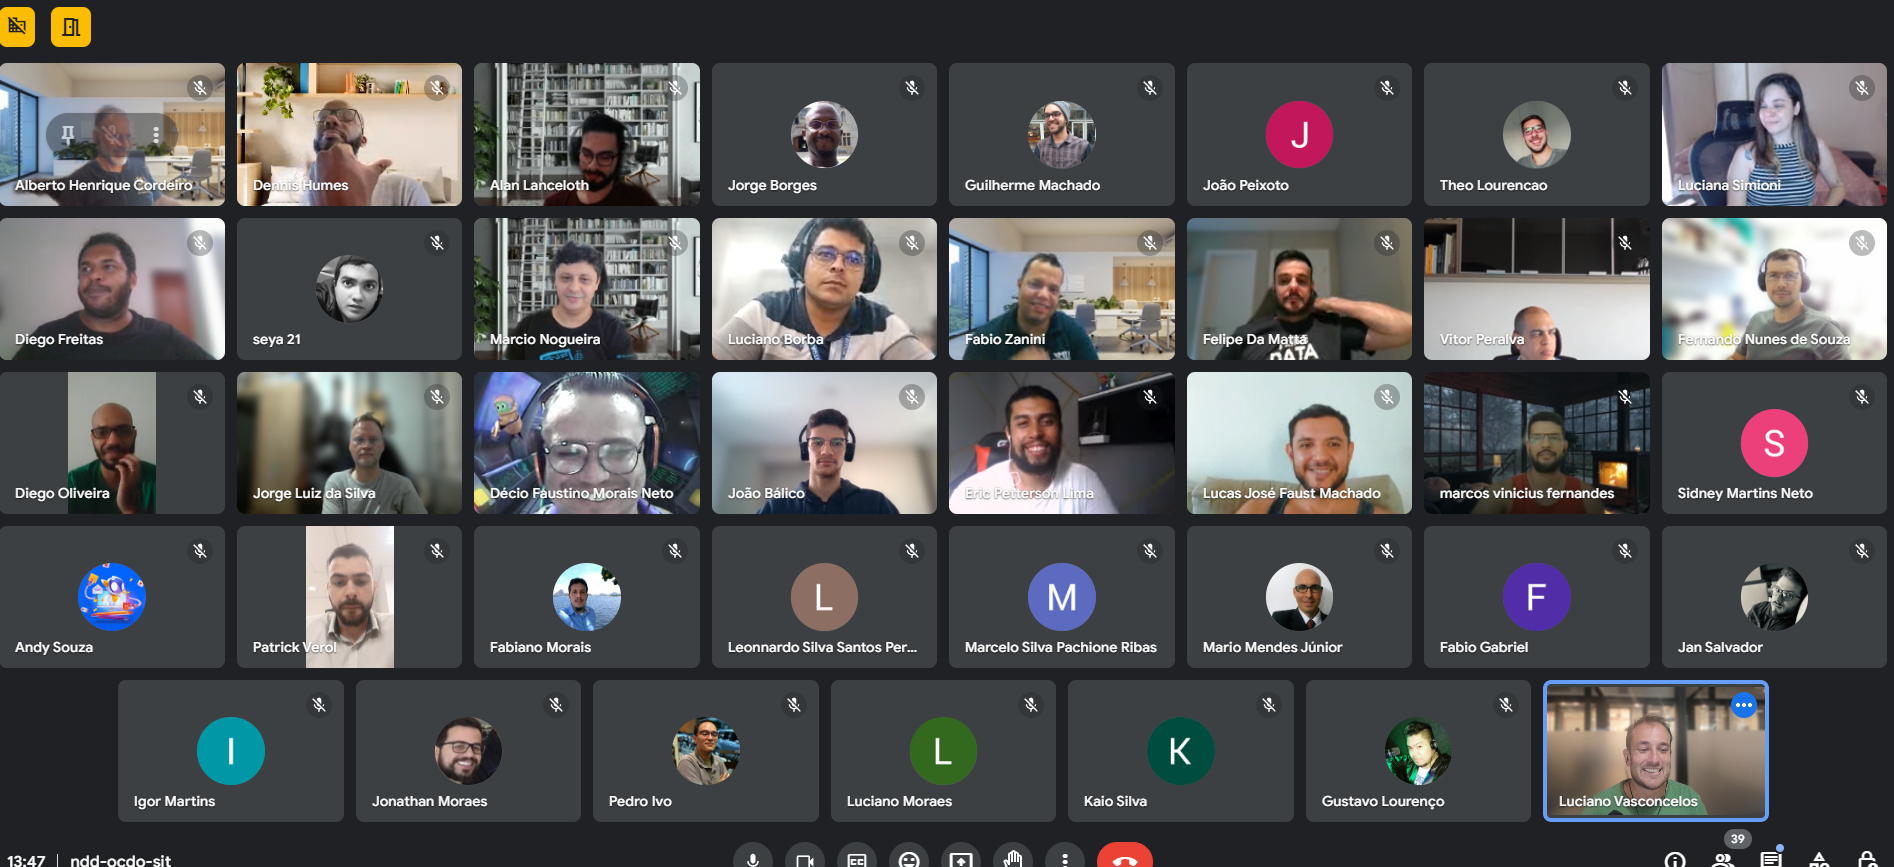 Alberto Henrique Cordeiro
Dennis Humes
Alan Lanceloth
Jorge Borges
Guilherme Machado
J
João Peixoto
Theo Lourencao
Luciana Simioni
Diego Freitas
seya 21
Marcio Nogueira
Luciano Borba
Fabio Zanini
DATA
Felipe Da Matta
Vitor Peralva
Fernando Nunes de Souza
Diego Oliveira
Jorge Luiz da Silva
Décio Faustino Morais Neto
João Bálico
Eric Petterson Lima
Lucas José Faust Machado
marcos vinicius fernandes
S
Sidney Martins Neto
Andy Souza
Patrick Verol
Fabiano Morais
L
Leonnardo Silva Santos Per...
M
Marcelo Silva Pachione Ribas
Mario Mendes Júnior
F
Fabio Gabriel
Jan Salvador
I
Igor Martins
Jonathan Moraes
Pedro Ivo
L
Luciano Moraes
K
Kaio Silva
Gustavo Lourenço
Luciano Vasconcelos
39
13:47 | ndd-ocdo-sit
CC